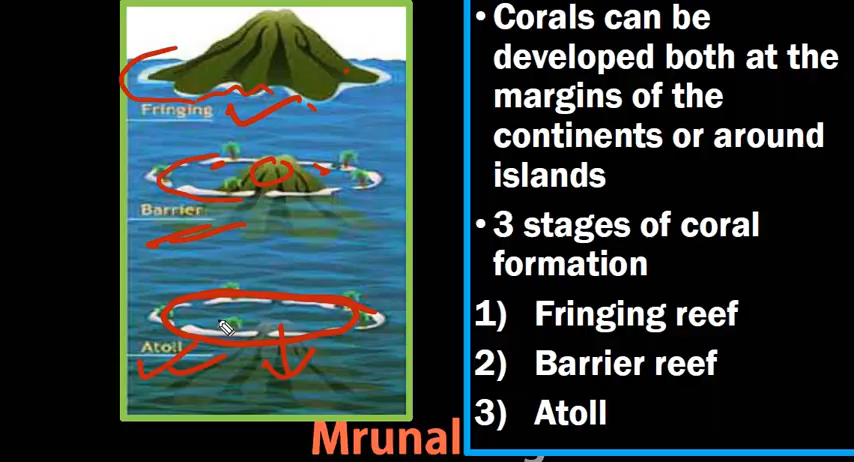 Fringing
Barrier
Atoll
• Corals can be
developed both at the
margins of the
continents or around
islands
• 3 stages of coral
formation
1) Fringing reef
2) Barrier reef
3) Atoll
Mrunal